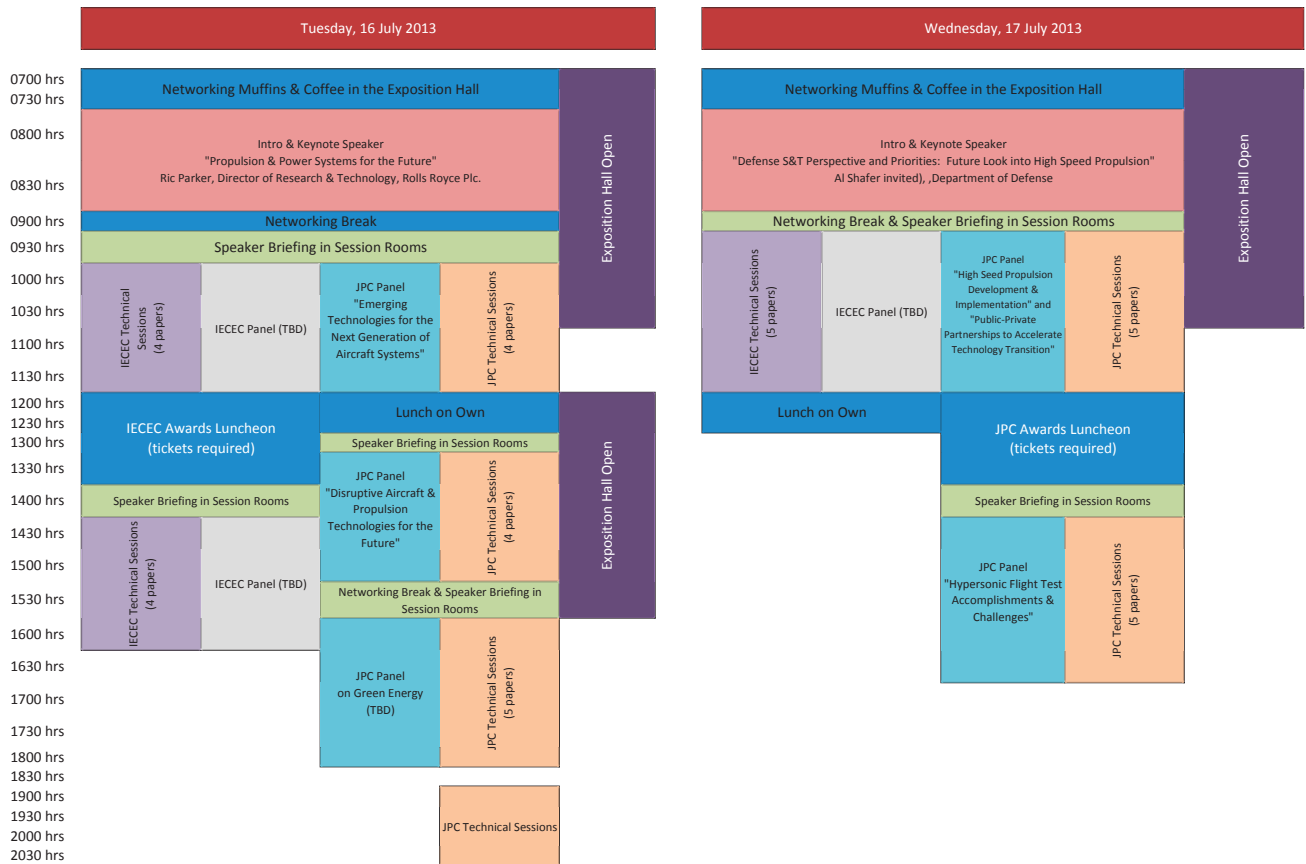 Tuesday, 16 July 2013
Wednesday, 17 July 2013
0700 hrs
0730 hrs
0800 hrs
0830 hrs
0900 hrs
0930 hrs
1000 hrs
1030 hrs
1100 hrs
1130 hrs
1200 hrs
1230 hrs
1300 hrs
1330 hrs
1400 hrs
1430 hrs
1500 hrs
1530 hrs
1600 hrs
1630 hrs
1700 hrs
1730 hrs
1800 hrs
1830 hrs
1900 hrs
1930 hrs
2000 hrs
2030 hrs
Networking Muffins & Coffee in the Exposition Hall
Intro & Keynote Speaker
"Propulsion & Power Systems for the Future"
Ric Parker, Director of Research & Technology, Rolls Royce Plc.
Networking Break
Speaker Briefing in Session Rooms
IECEC Technical
Sessions
(4 papers)
IECEC Panel (TBD)
JPC Panel
"Emerging
Technologies for the
Next Generation of
Aircraft Systems"
JPC Technical Sessions
(4 papers)
Exposition Hall Open
IECEC Awards Luncheon
(tickets required)
Lunch on Own
Speaker Briefing in Session Rooms
Speaker Briefing in Session Rooms
IECEC Technical Sessions
(4 papers)
IECEC Panel (TBD)
JPC Panel
"Disruptive Aircraft &
Propulsion
Technologies for the
Future"
JPC Technical Sessions
(4 papers)
Exposition Hall Open
Networking Break & Speaker Briefing in
Session Rooms
JPC Panel
on Green Energy
(TBD)
JPC Technical Sessions
(5 papers)
JPC Technical Sessions
Networking Muffins & Coffee in the Exposition Hall
Intro & Keynote Speaker
"Defense S&T Perspective and Priorities: Future Look into High Speed Propulsion"
Al Shafer invited), ,Department of Defense
Networking Break & Speaker Briefing in Session Rooms
IECEC Technical Sessions
(5 papers)
IECEC Panel (TBD)
JPC Panel
"High Seed Propulsion
Development &
Implementation" and
"Public-Private
Partnerships to Accelerate
Technology Transition"
JPC Technical Sessions
(5 papers)
Exposition Hall Open
Lunch on Own
JPC Awards Luncheon
(tickets required)
Speaker Briefing in Session Rooms
JPC Panel
"Hypersonic Flight Test
Accomplishments &
Challenges"
JPC Technical Sessions
(5 papers)